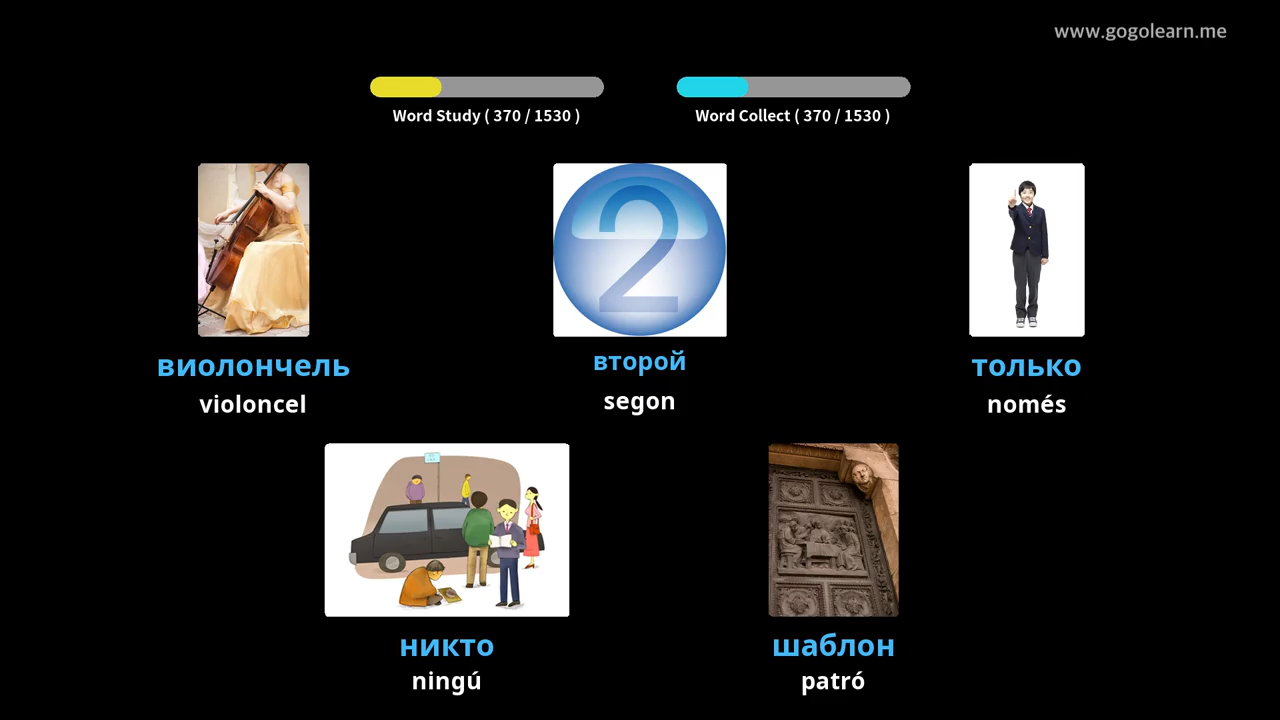 www.gogolearn.me
Word Study ( 370 / 1530 )
Word Collect ( 370 / 1530 )
2
виолончель
violoncel
второй
segon
только
només
никто
ningú
шаблон
patró